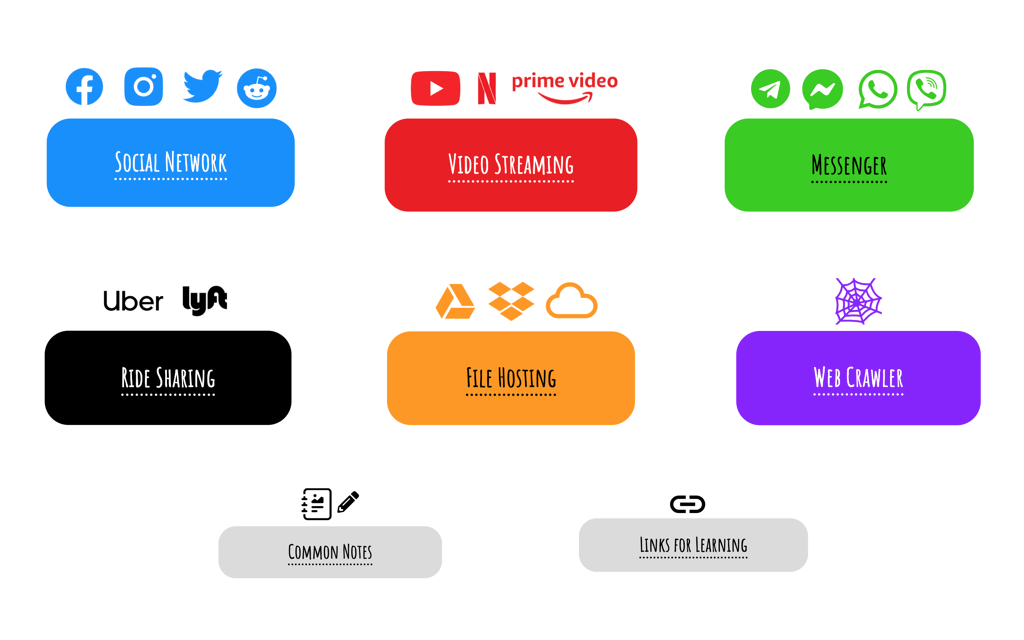 prime video
Social Network
Video Streaming
Messenger
Uber
lyft
Ride Sharing
File Hosting
Web Crawler
Common Notes
Links for Learning